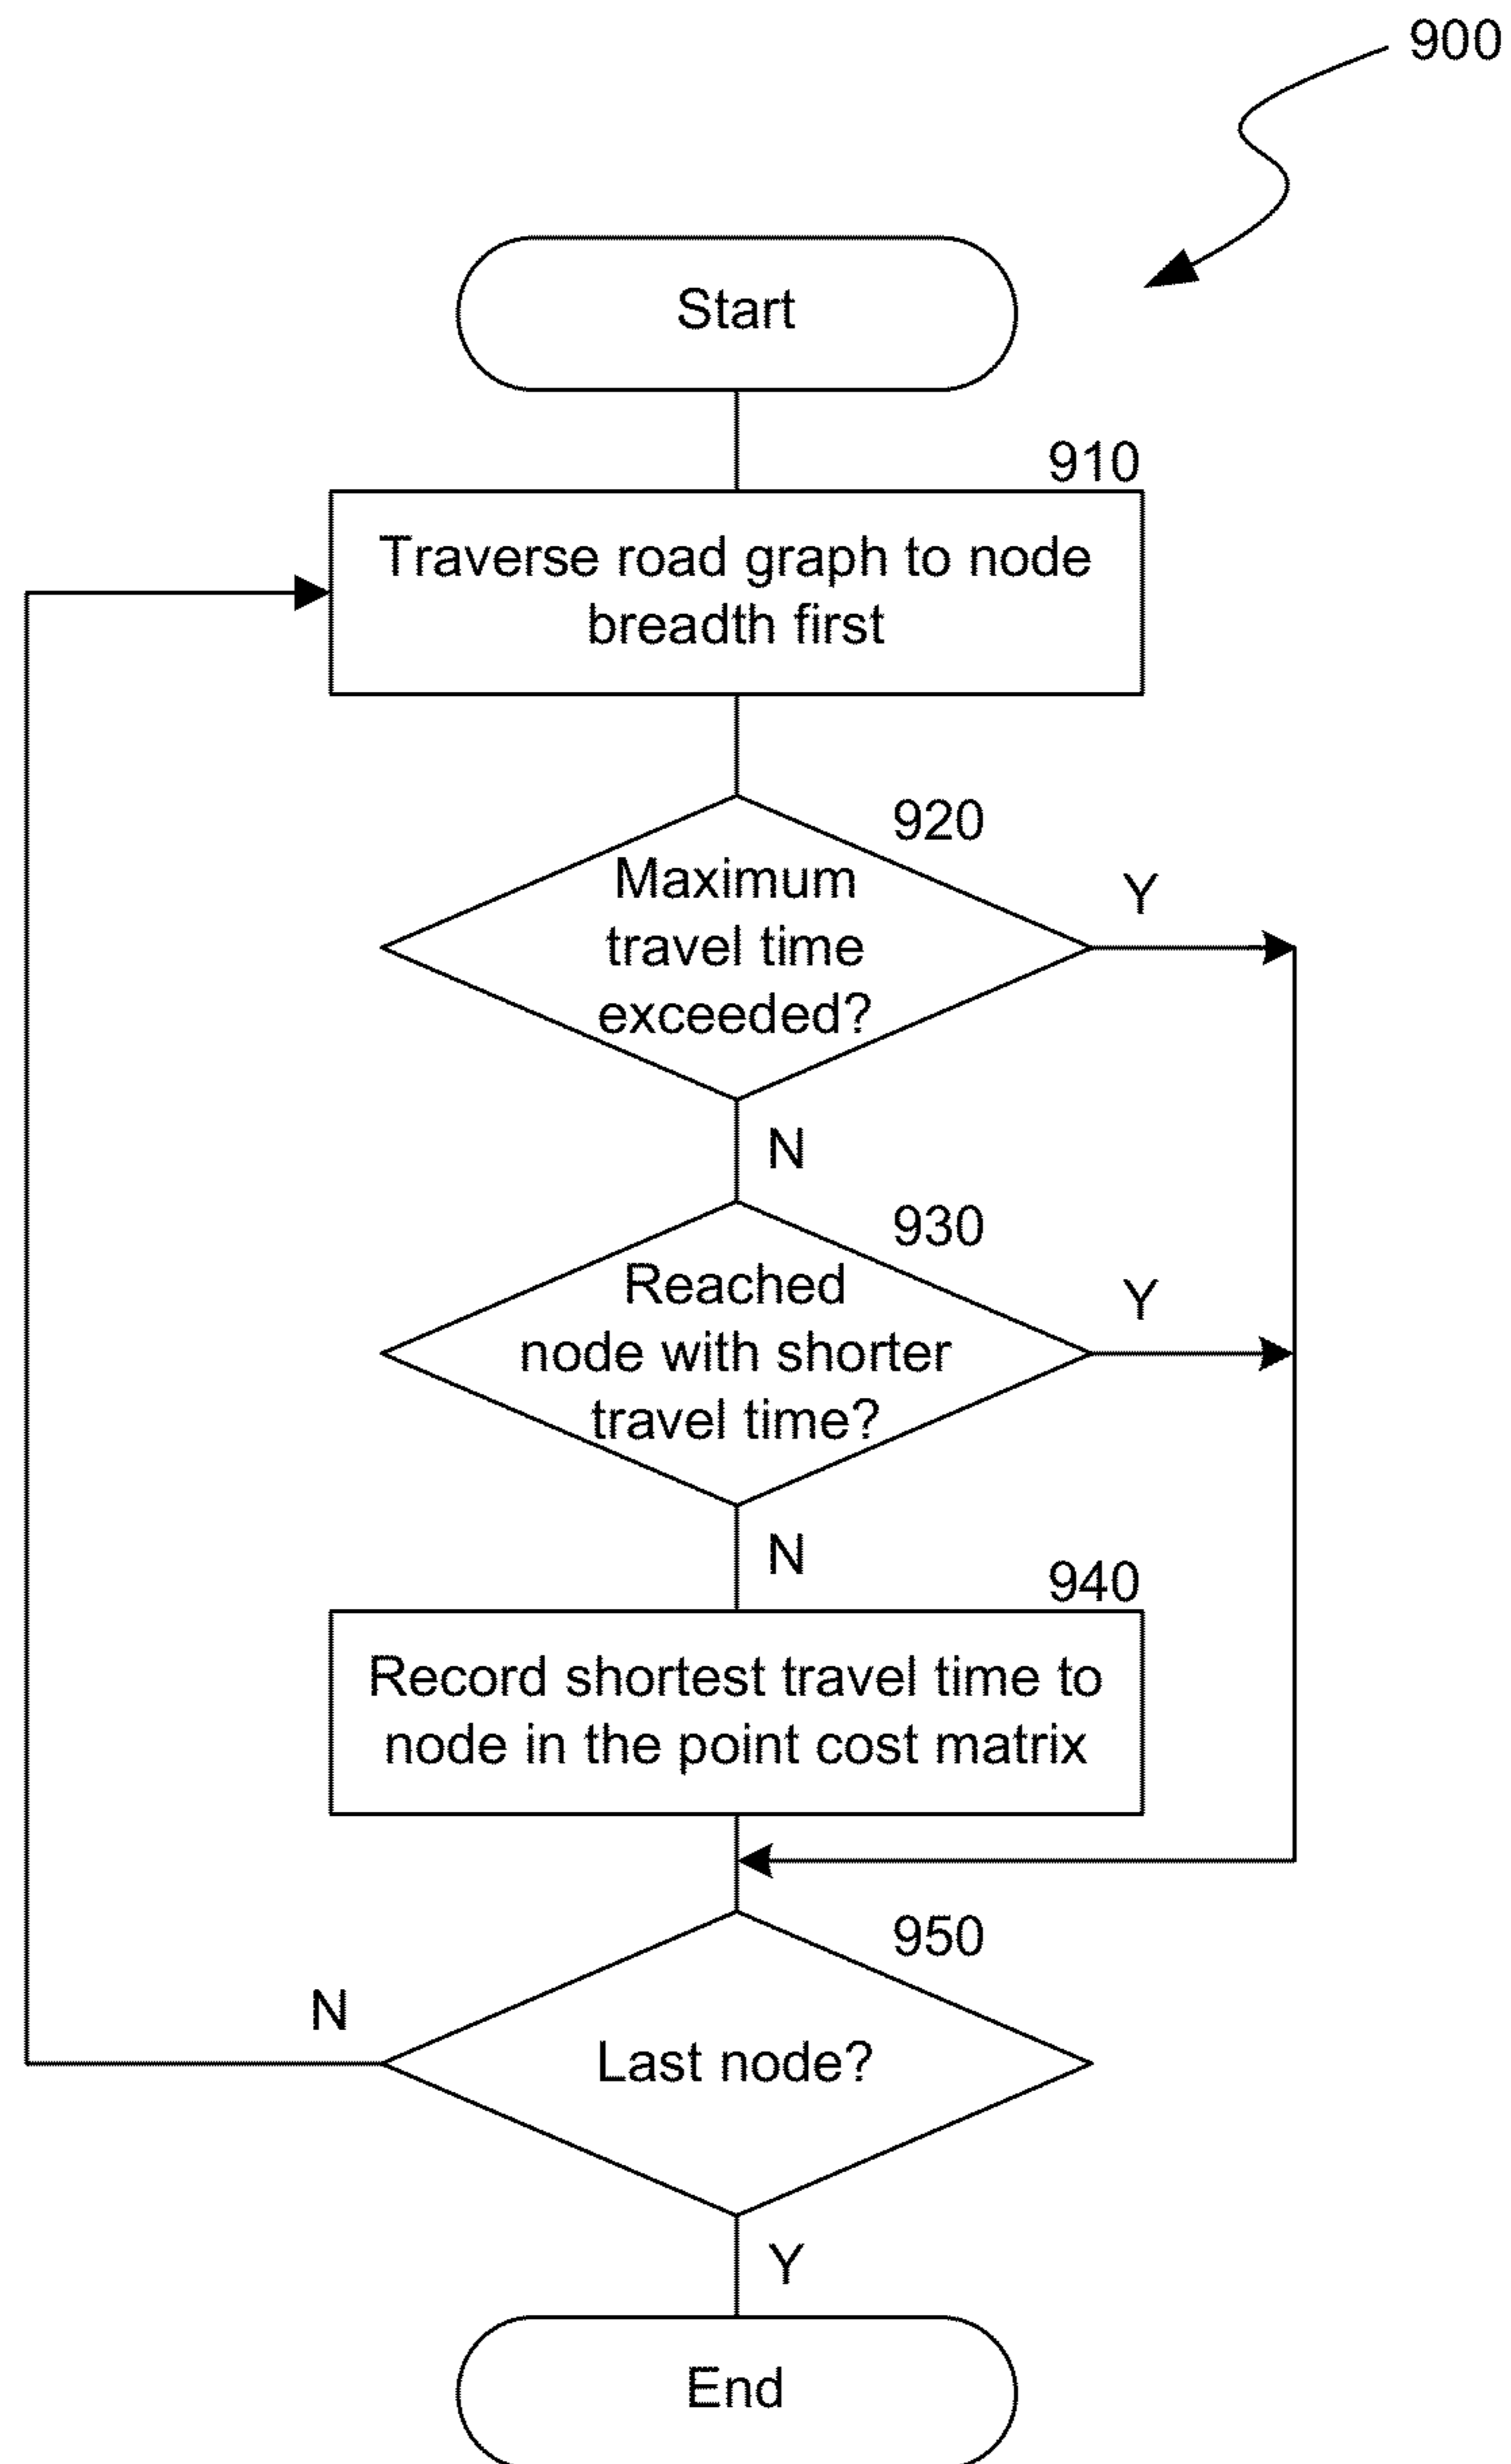 900
Start
910
Traverse road graph to node
breadth first
920
Maximum
travel time
exceeded?
Y
N
930
Reached
node with shorter
travel time?
Y
N
940
Record shortest travel time to
node in the point cost matrix
950
Last node?
N
Y
End